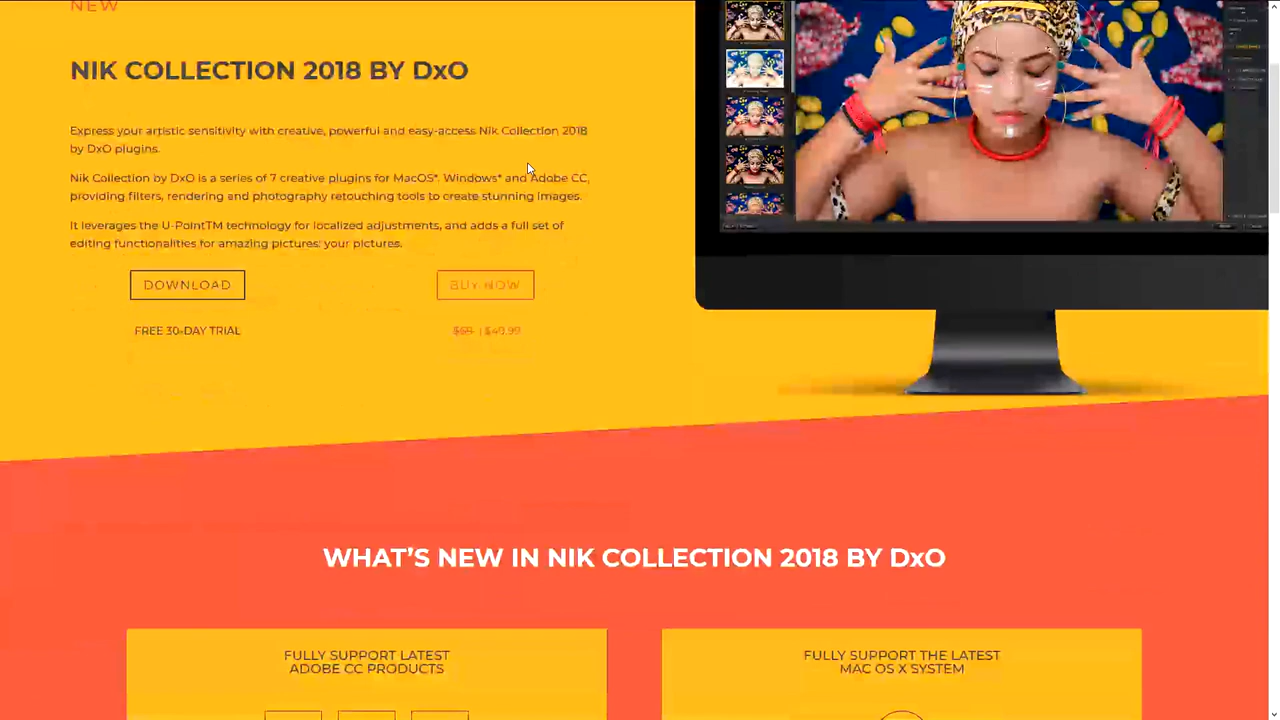 NEW
NIK COLLECTION 2018 BY DxO
Express your artistic sensitivity with creative, powerful and easy-access Nik Collection 2018
by DxO plugins.
Nik Collection by DxO is a series of 7 creative plugins for MacOS*, Windows* and Adobe CC,
providing filters, rendering and photography retouching tools to create stunning images.
It leverages the U-PointTM technology for localized adjustments, and adds a full set of
editing functionalities for amazing pictures: your pictures.
DOWNLOAD
BUY NOW
FREE 30-DAY TRIAL
$69 | $49.99
WHAT'S NEW IN NIK COLLECTION 2018 BY DxO
FULLY SUPPORT LATEST
ADOBE CC PRODUCTS
FULLY SUPPORT THE LATEST
MAC OS X SYSTEM